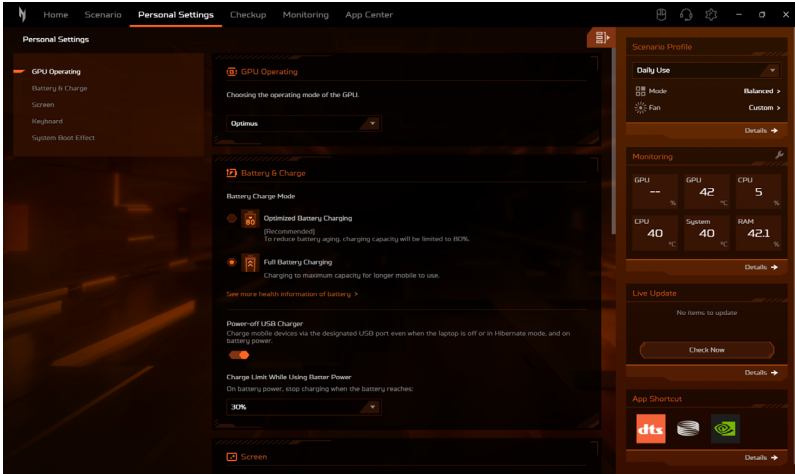 Home Scenario Personal Settings Checkup Monitoring App Center
Personal Settings
GPU Operating
Battery & Charge
Screen
Keyboard
System Boot Effect
GPU Operating
Choosing the operating mode of the GPU.
Optimus
Battery & Charge
Battery Charge Mode
80
Optimized Battery Charging
[Recommended]
To reduce battery aging, charging capacity will be limited to 80%.
Full Battery Charging
Charging to maximum capacity for longer mobile to use.
See more health information of battery >
Power-off USB Charger
Charge mobile devices via the designated USB port even when the laptop is off or in Hibernate mode, and on
battery power.
Charge Limit While Using Batter Power
On battery power, stop charging when the battery reaches:
30%
Screen
Scenario Profile
Daily Use
Mode Balanced >
Fan Custom >
Details →
Monitoring
GPU GPU CPU
-- 42 5
% °C %
CPU System RAM
40 40 42.1
°C °C %
Details →
Live Update
No items to update
Check Now
Details →
App Shortcut
dts
Details →